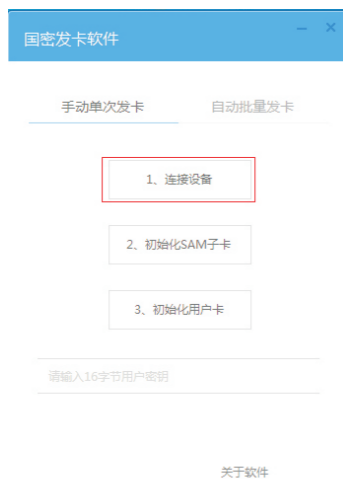 国密发卡软件
手动单次发卡 自动批量发卡
1、连接设备
2、初始化SAM子卡
3、初始化用户卡
请输入16字节用户密钥
关于软件